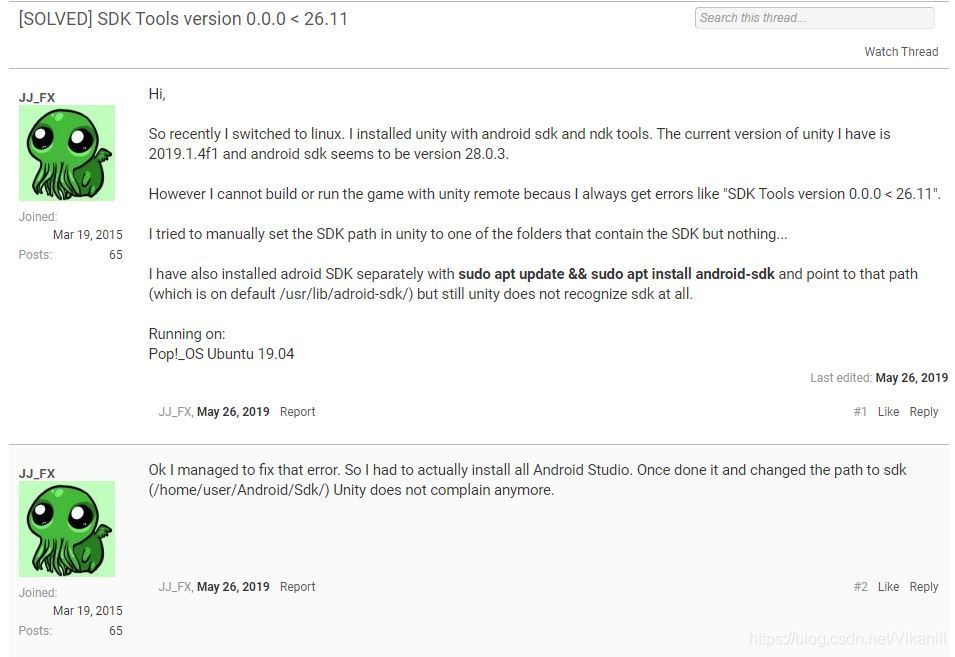 [SOLVED] SDK Tools version 0.0.0 < 26.11
Search this thread...
Watch Thread
JJ_FX
Joined:
Mar 19, 2015
Posts: 65
Hi,
So recently I switched to linux. I installed unity with android sdk and ndk tools. The current version of unity I have is
2019.1.4f1 and android sdk seems to be version 28.0.3.
However I cannot build or run the game with unity remote becaus I always get errors like "SDK Tools version 0.0.0 < 26.11".
I tried to manually set the SDK path in unity to one of the folders that contain the SDK but nothing...
I have also installed adroid SDK separately with sudo apt update && sudo apt install android-sdk and point to that path
(which is on default /usr/lib/adroid-sdk/) but still unity does not recognize sdk at all.
Running on:
Pop!_OS Ubuntu 19.04
Last edited: May 26, 2019
JJ_FX, May 26, 2019 Report #1 Like Reply
JJ_FX
Joined:
Mar 19, 2015
Posts: 65
Ok I managed to fix that error. So I had to actually install all Android Studio. Once done it and changed the path to sdk
(/home/user/Android/Sdk/) Unity does not complain anymore.
JJ_FX, May 26, 2019 Report #2 Like Reply
https://blog.csdn.net/Vikanill